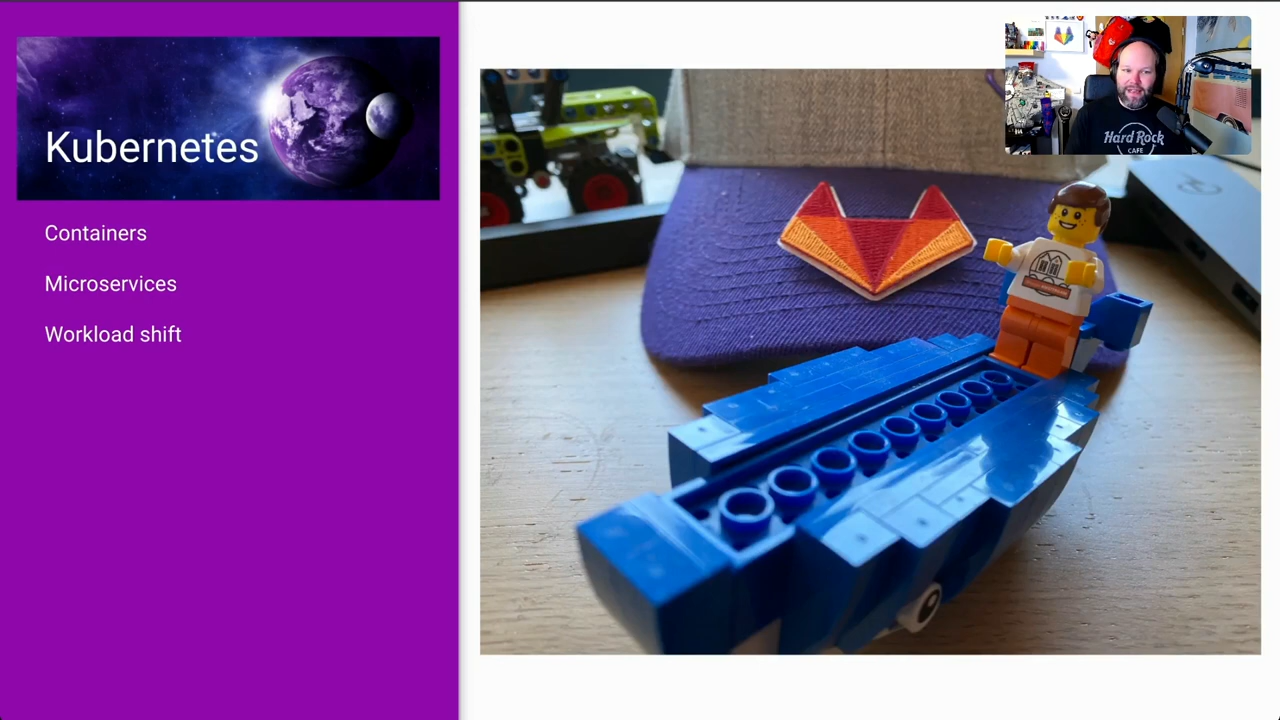 Kubernetes
Containers
Microservices
Workload shift
Hard Rock
CAFE